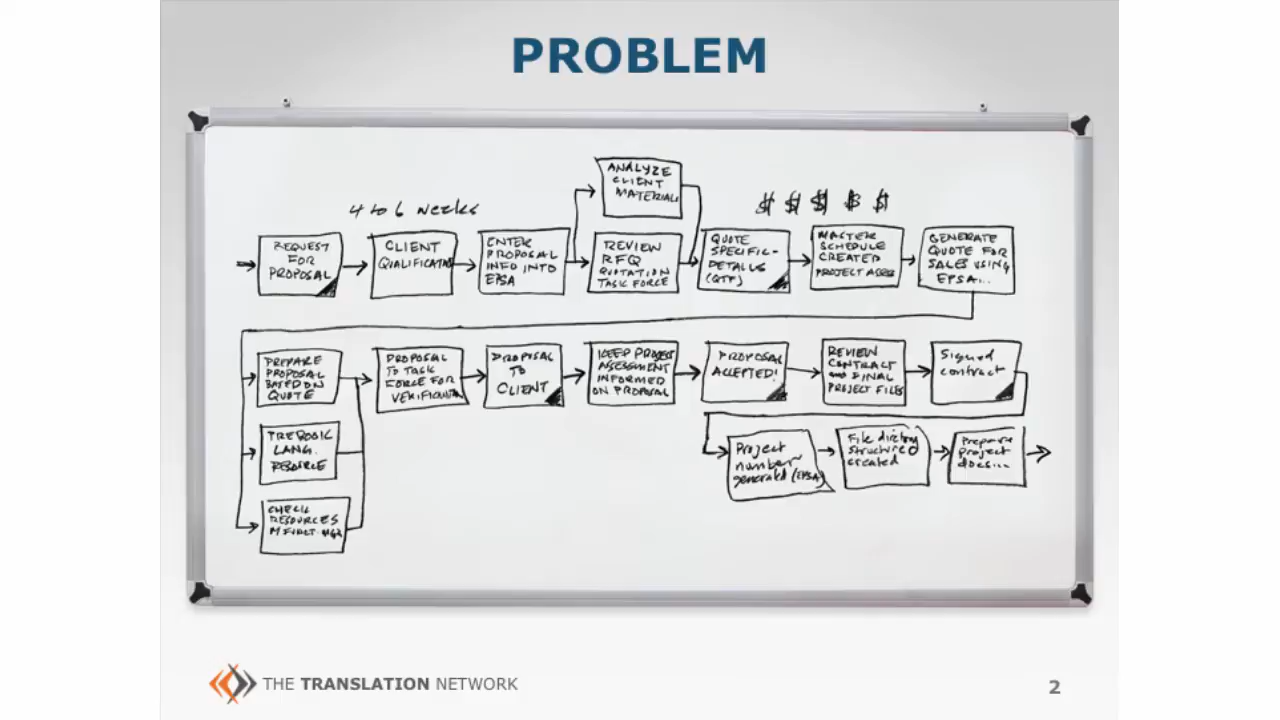 PROBLEM
4 to 6 weeks
$ $ $ $ $
REQUEST
FOR
PROPOSAL
CLIENT
QUALIFICATION
ENTER
PROPOSAL
INFO INTO
EPSA
ANALYZE
CLIENT
MATERIALS
REVIEW
RFQ
QUOTATION
TASK FORCE
QUOTE
SPECIFIC-
DETAILS
(QTF)
MASTER
SCHEDULE
CREATED
PROJECT
GENERATE
QUOTE FOR
SALES USING
EPSA...
PREPARE
PROPOSAL
BASED ON
QUOTE
LANG.
RESOURCE
CHECK
RESOURCES
PROPOSAL
TO TASK
FORCE FOR
VERIFICATION
PROPOSAL
TO
CLIENT
KEEP PROJECT
ASSESSMENT
INFORMED
ON PROPOSAL
PROPOSAL
ACCEPTED!
REVIEW
CONTRACT
AND FINAL
PROJECT FILES
Signed
contract
Project
number
generated (EPSA)
File directory
structured
created
Prepare
project
docs...
THE TRANSLATION NETWORK
2